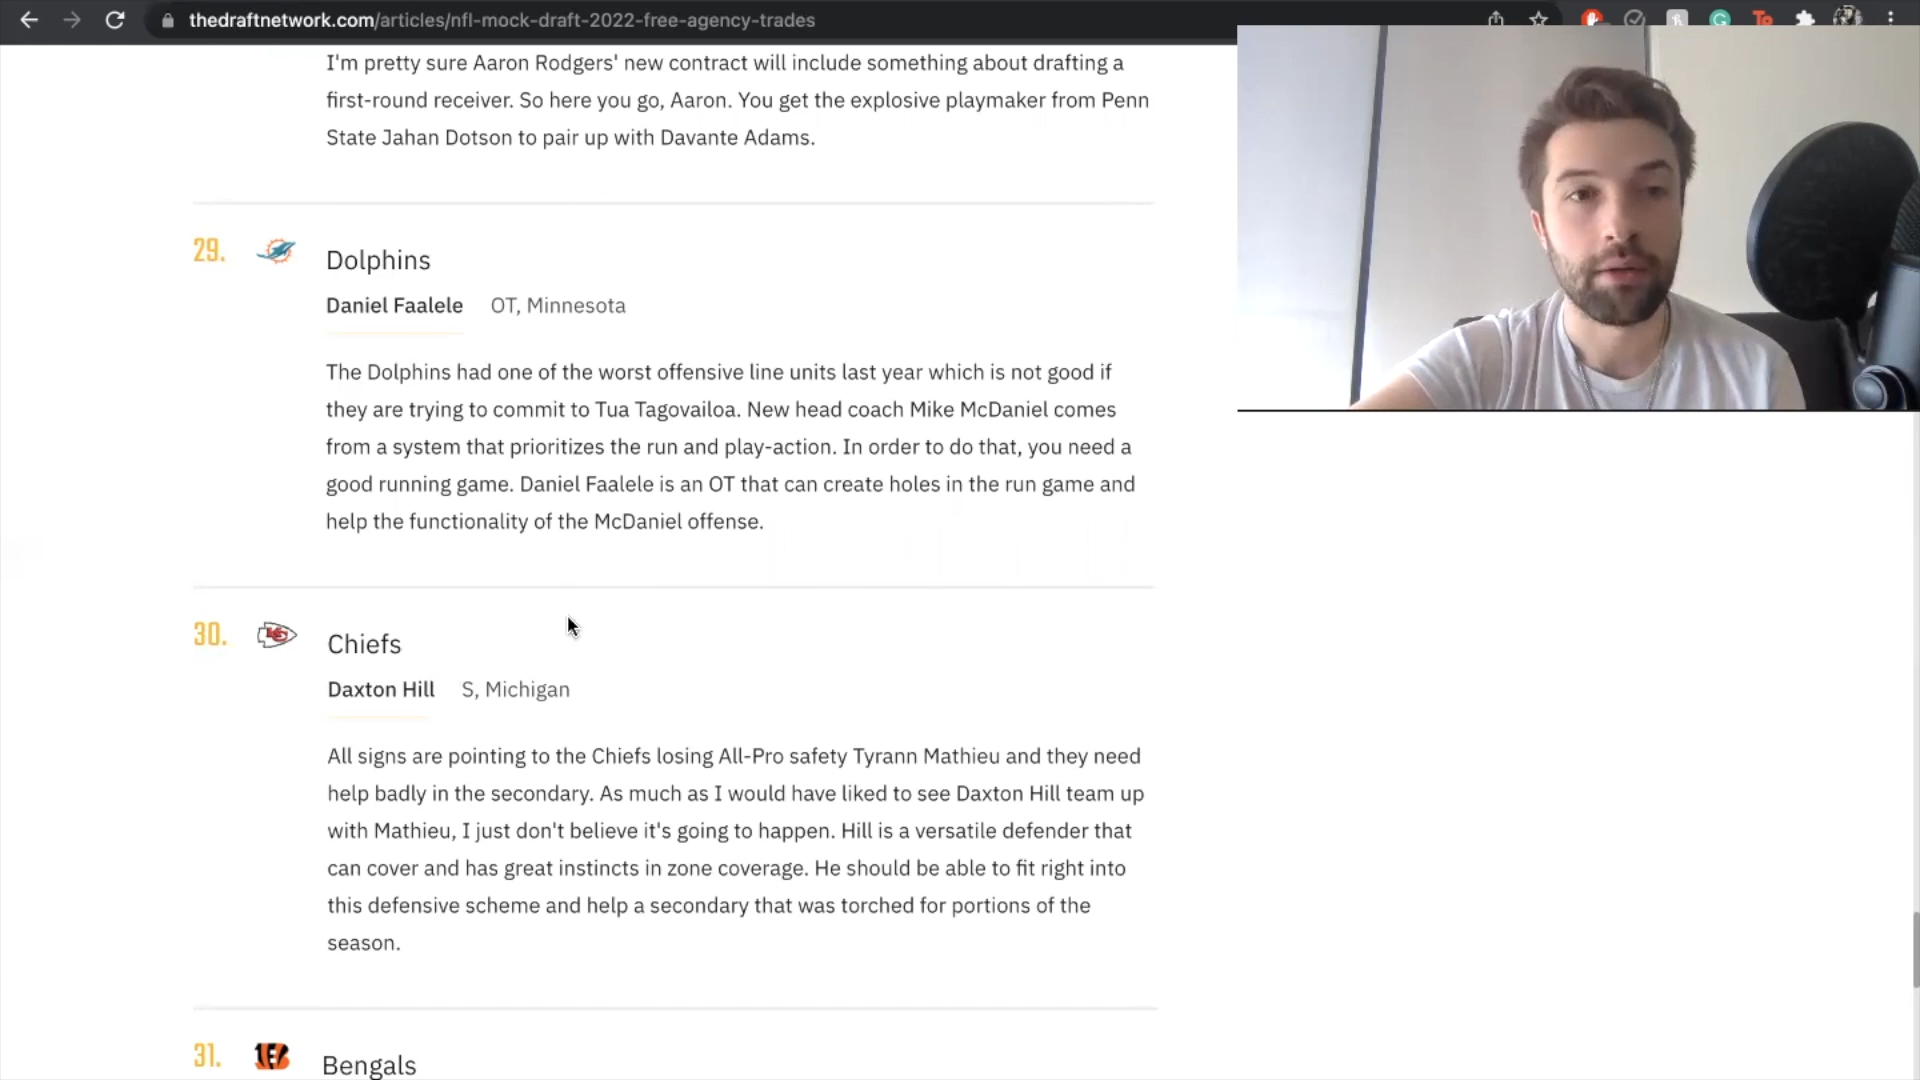 thedraftnetwork.com/articles/nfl-mock-draft-2022-free-agency-trades
I'm pretty sure Aaron Rodgers' new contract will include something about drafting a
first-round receiver. So here you go, Aaron. You get the explosive playmaker from Penn
State Jahan Dotson to pair up with Davante Adams.
29.
Dolphins
Daniel Faalele OT, Minnesota
The Dolphins had one of the worst offensive line units last year which is not good if
they are trying to commit to Tua Tagovailoa. New head coach Mike McDaniel comes
from a system that prioritizes the run and play-action. In order to do that, you need a
good running game. Daniel Faalele is an OT that can create holes in the run game and
help the functionality of the McDaniel offense.
30.
KC
Chiefs
Daxton Hill S, Michigan
All signs are pointing to the Chiefs losing All-Pro safety Tyrann Mathieu and they need
help badly in the secondary. As much as I would have liked to see Daxton Hill team up
with Mathieu, I just don't believe it's going to happen. Hill is a versatile defender that
can cover and has great instincts in zone coverage. He should be able to fit right into
this defensive scheme and help a secondary that was torched for portions of the
season.
31.
B
Bengals